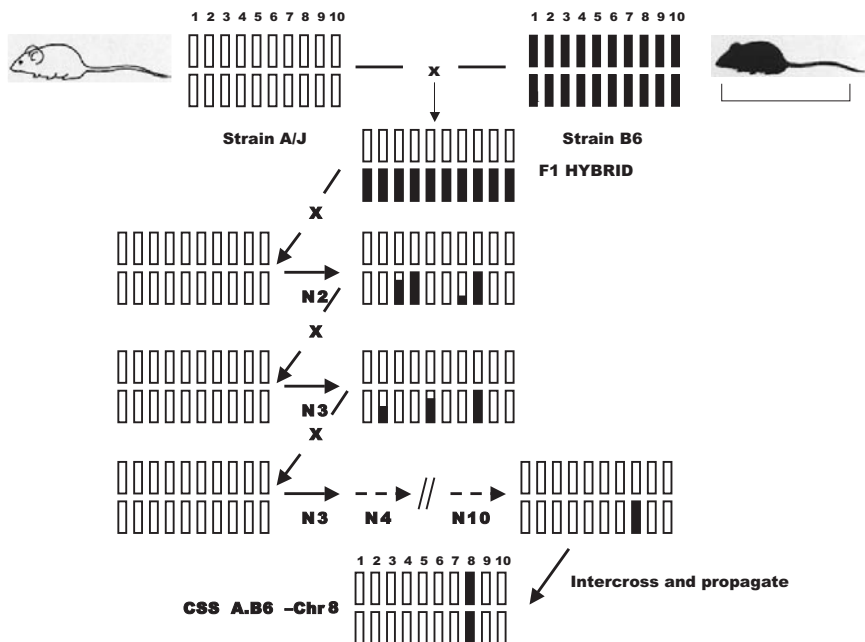 1 2 3 4 5 6 7 8 9 10
1 2 3 4 5 6 7 8 9 10
x
Strain A/J
Strain B6
F1 HYBRID
X
N2
X
N3
X
N3
N4
N10
1 2 3 4 5 6 7 8 9 10
Intercross and propagate
CSS A.B6 –Chr 8